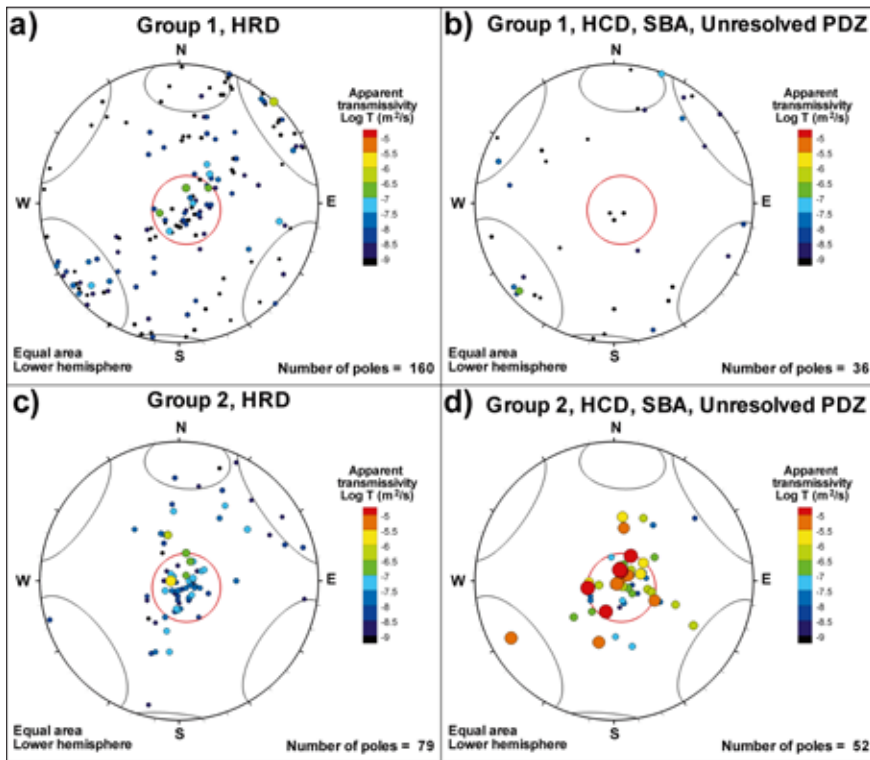 a)
Group 1, HRD
N
W
E
S
Apparent
transmissivity
Log T (m²/s)
-5
-5.5
-6
-6.5
-7
-7.5
-8
-8.5
-9
Equal area
Lower hemisphere
Number of poles = 160
b)
Group 1, HCD, SBA, Unresolved PDZ
N
W
E
S
Apparent
transmissivity
Log T (m²/s)
-5
-5.5
-6
-6.5
-7
-7.5
-8
-8.5
-9
Equal area
Lower hemisphere
Number of poles = 36
c)
Group 2, HRD
N
W
E
S
Apparent
transmissivity
Log T (m²/s)
-5
-5.5
-6
-6.5
-7
-7.5
-8
-8.5
-9
Equal area
Lower hemisphere
Number of poles = 79
d)
Group 2, HCD, SBA, Unresolved PDZ
N
W
E
S
Apparent
transmissivity
Log T (m²/s)
-5
-5.5
-6
-6.5
-7
-7.5
-8
-8.5
-9
Equal area
Lower hemisphere
Number of poles = 52